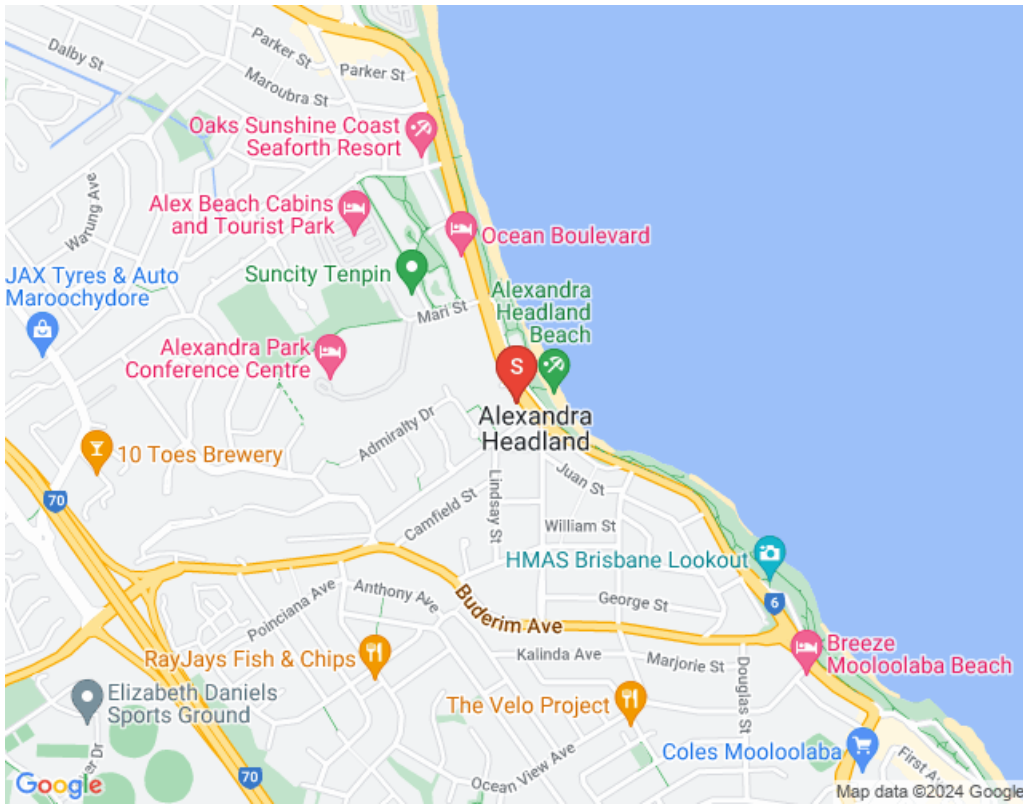 Parker St
Dalby St
Parker St
Maroubra St
Oaks Sunshine Coast
Seaforth Resort
Warung Ave
Alex Beach Cabins
and Tourist Park
Ocean Boulevard
Suncity Tenpin
JAX Tyres & Auto
Maroochydore
Alexandra
Headland
Beach
Mari St
Alexandra Park
Conference Centre
S
Alexandra
Headland
Admiralty Dr
10 Toes Brewery
70
Juan St
Lindsay St
Camfield St
William St
HMAS Brisbane Lookout
6
Poinciana Ave
Anthony Ave
Buderim Ave
George St
Kalinda Ave
Marjorie St
Douglas St
Breeze
Mooloolaba Beach
RayJays Fish & Chips
Elizabeth Daniels
Sports Ground
The Velo Project
Coles Mooloolaba
Ocean View Ave
70
Google
Map data ©2024 Google